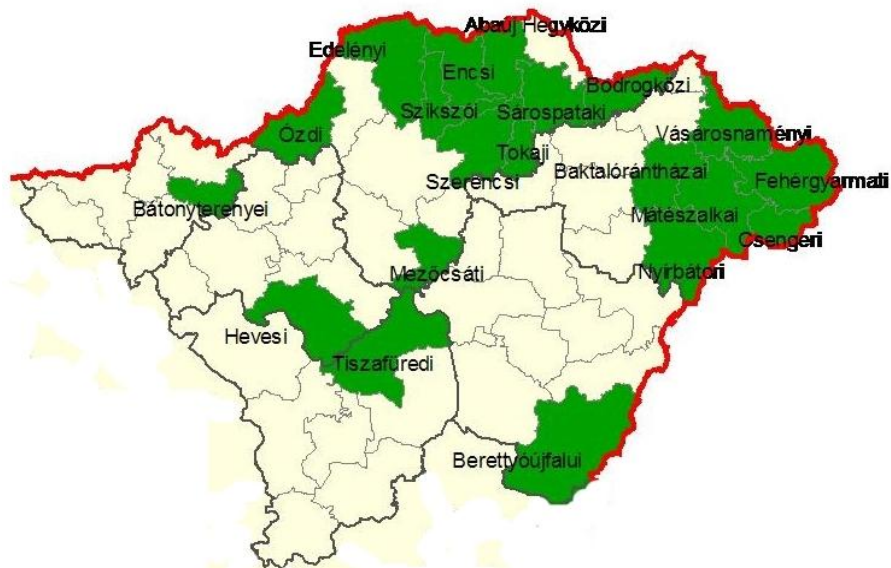 Abaúj Hegyközi
Edelényi
Encsi
Bodrogközi
Szikszói
Sárospataki
Ózdi
Vásárosnaményi
Tokaji
Szerencsi
Baktalórántházai
Fehérgyarmati
Bátonyterenyei
Mátészalkai
Csengeri
Mezőcsáti
Nyírbátori
Hevesi
Tiszafüredi
Berettyóújfalui